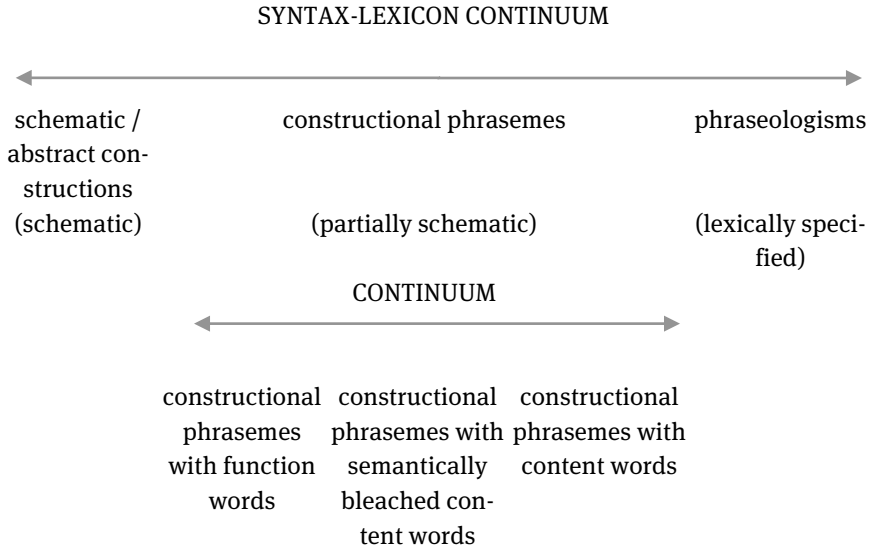 SYNTAX-LEXICON CONTINUUM
schematic / constructional phrasemes phraseologisms
abstract con-
structions
(schematic) (partially schematic) (lexically speci-
fied)
CONTINUUM
constructional constructional constructional
phrasemes phrasemes with phrasemes with
with function semantically content words
words bleached con-
tent words